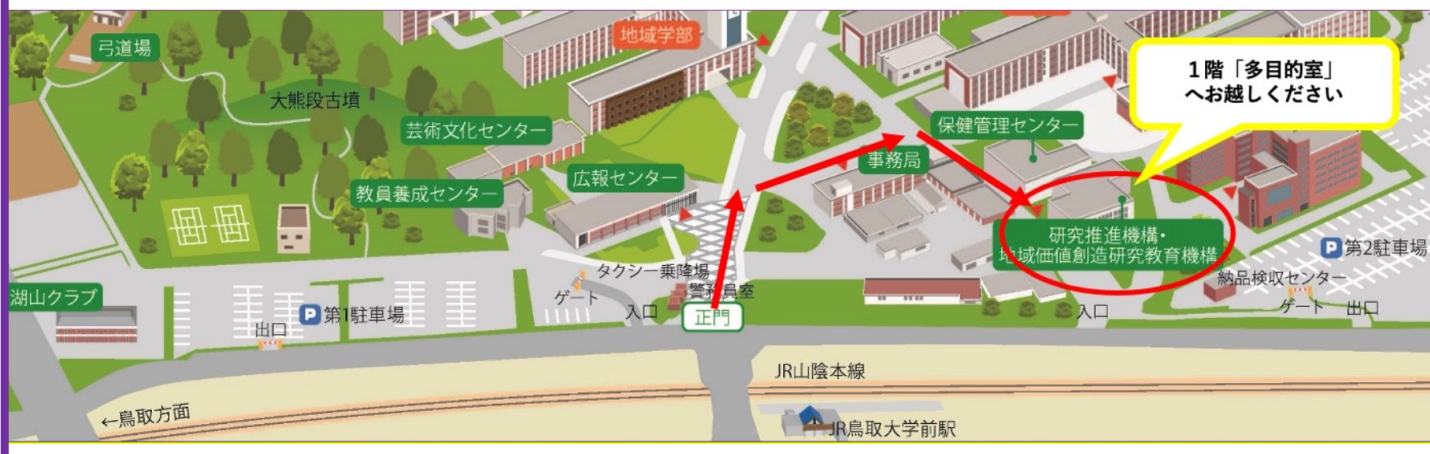 地域学部
弓道場
大熊段古墳
芸術文化センター
教員養成センター
広報センター
保健管理センター
事務局
1階「多目的室」
へお越しください
研究推進機構・
地域価値創造研究教育機構
P 第2駐車場
納品検収センター
ゲート
出口
入口
タクシー乗降場
ゲート
警務員室
入口
正門
湖山クラブ
P 第1駐車場
出口
JR山陰本線
←鳥取方面
JR鳥取大学前駅